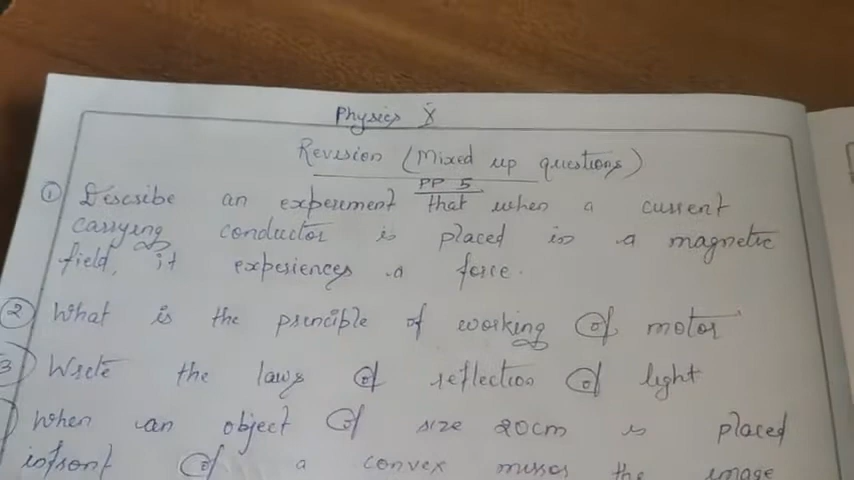 Physics X
Revision (Mixed up questions)
PP 5
① Describe an experiment that when a current
carrying conductor is placed in a magnetic
field, it experiences a force.
② What is the principle of working of motor
3 Write the laws of reflection of light
When an object of size 20cm is placed
infront of a convex mirror the image